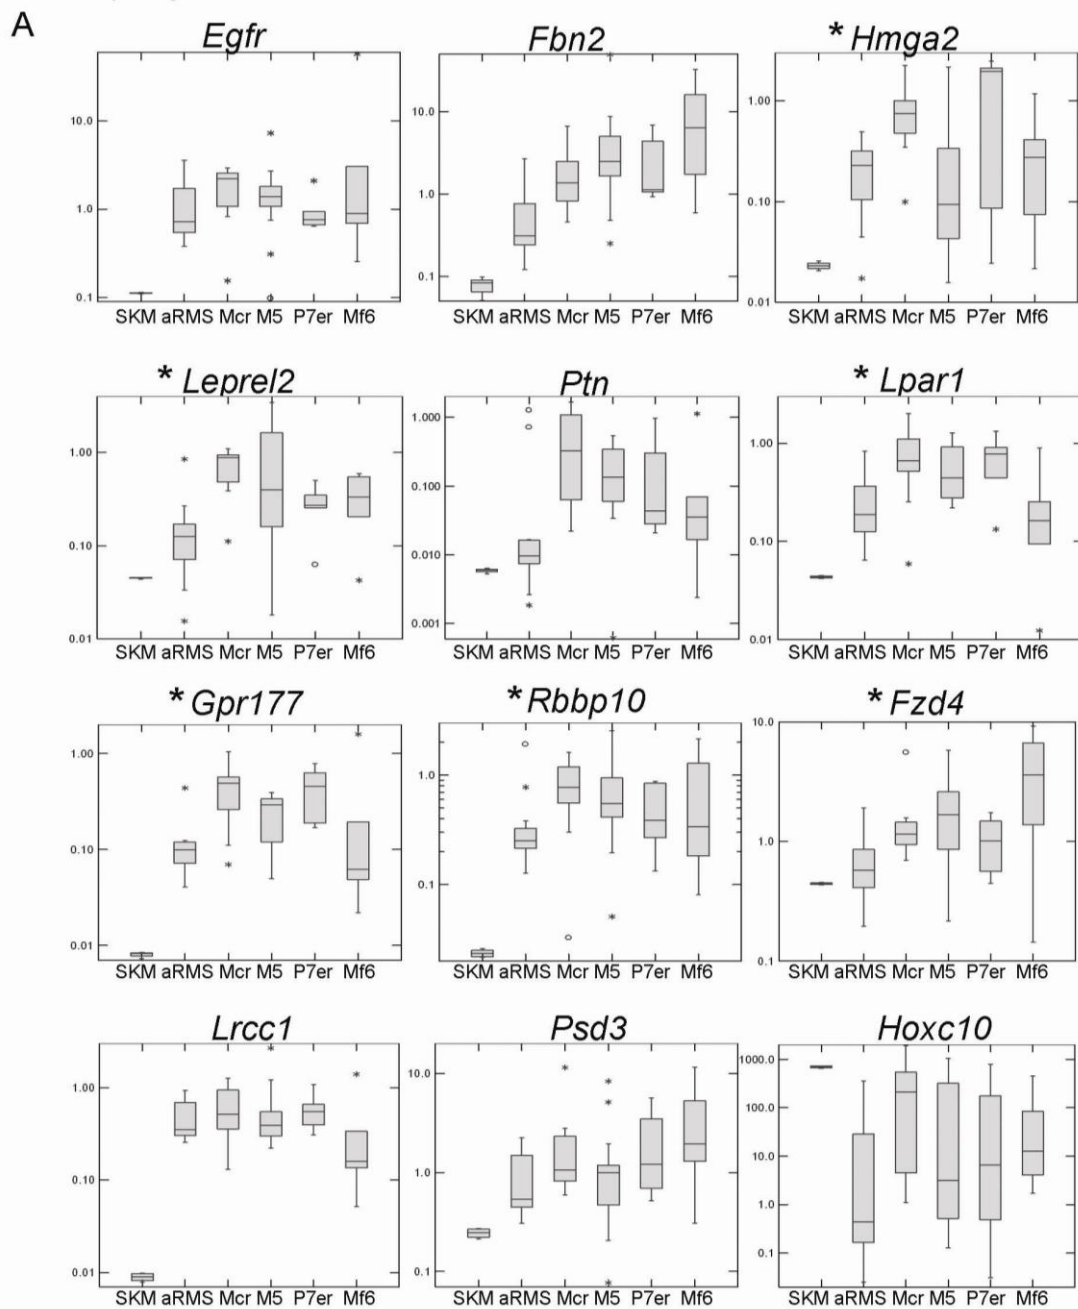 A
Egfr Fbn2 * Hmga2
10.0 10.0 1.00
1.0 1.0 0.10
0.1 0.1 0.01
SKM aRMS Mcr M5 P7er Mf6 SKM aRMS Mcr M5 P7er Mf6 SKM aRMS Mcr M5 P7er Mf6
* Leprel2 Ptn * Lpar1
1.00 1.000 1.00
0.100
0.10 0.010 0.10
0.01 0.001 0.01
SKM aRMS Mcr M5 P7er Mf6 SKM aRMS Mcr M5 P7er Mf6 SKM aRMS Mcr M5 P7er Mf6
* Gpr177 * Rbbp10 * Fzd4
1.00 1.0 10.0
0.10 0.1 1.0
0.01 0.1
SKM aRMS Mcr M5 P7er Mf6 SKM aRMS Mcr M5 P7er Mf6 SKM aRMS Mcr M5 P7er Mf6
Lrcc1 Psd3 Hoxc10
1.00 10.0 1000.0
100.0
0.10 1.0 10.0
1.0
0.01 0.1 0.1
SKM aRMS Mcr M5 P7er Mf6 SKM aRMS Mcr M5 P7er Mf6 SKM aRMS Mcr M5 P7er Mf6